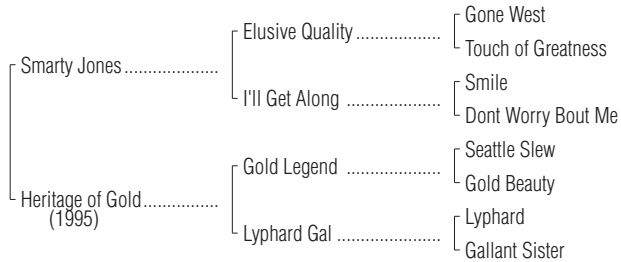 Gone West
Elusive Quality ..................
Touch of Greatness
Smarty Jones ....................
Smile
I'll Get Along ....................
Dont Worry Bout Me
Seattle Slew
Gold Legend ....................
Gold Beauty
Heritage of Gold................
(1995)
Lyphard
Lyphard Gal ......................
Gallant Sister